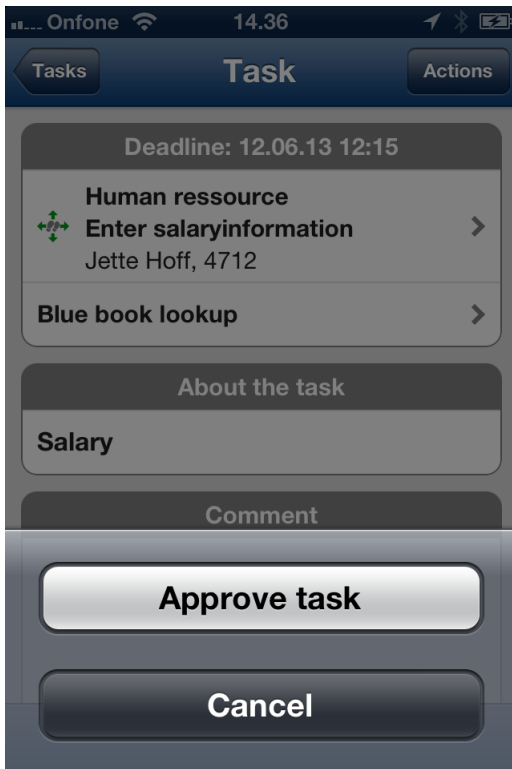 Onfone 14.36
Tasks Task Actions
Deadline: 12.06.13 12:15
Human ressource
Enter salaryinformation
Jette Hoff, 4712
Blue book lookup
About the task
Salary
Comment
Approve task
Cancel